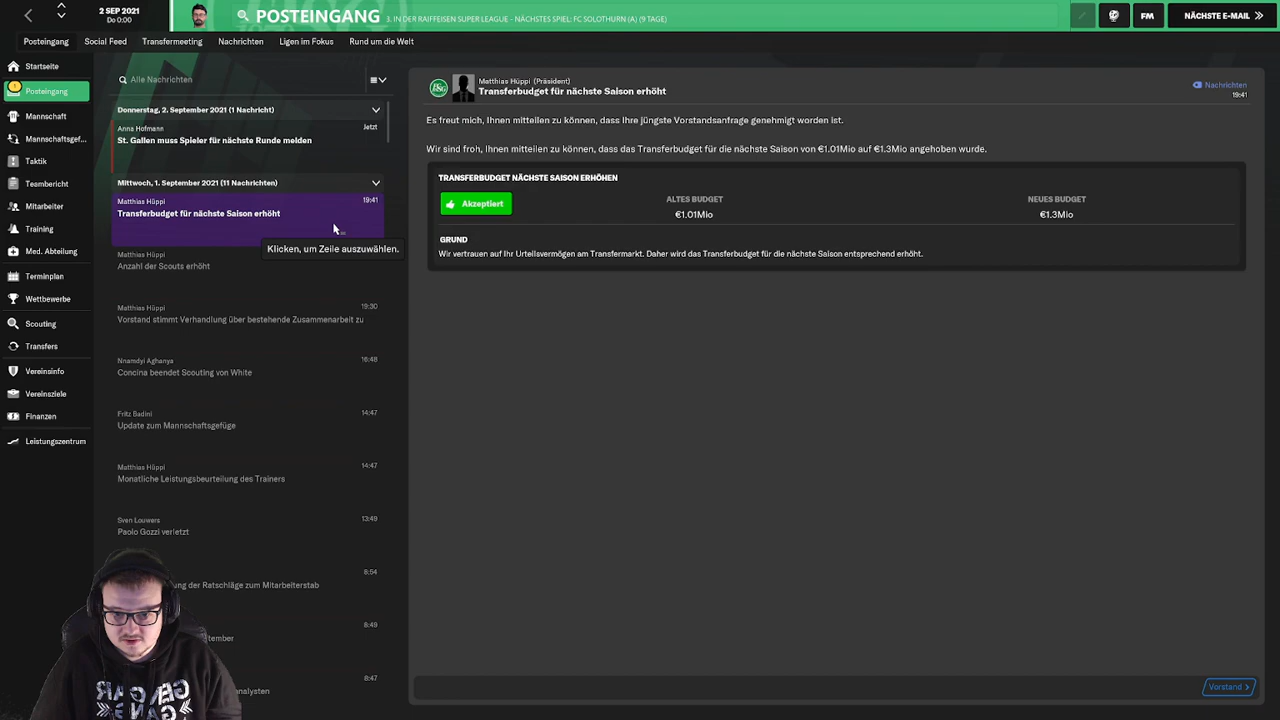 2 SEP 2021
Do 0:00
POSTEINGANG
3. IN DER RAIFFEISEN SUPER LEAGUE - NÄCHSTES SPIEL: FC SOLOTHURN (A) (9 TAGE)
FM
NÄCHSTE E-MAIL
Posteingang
Social Feed
Transfermeeting
Nachrichten
Ligen im Fokus
Rund um die Welt
Startseite
Posteingang
Mannschaft
Mannschaftsgef...
Taktik
Teambericht
Mitarbeiter
Training
Med. Abteilung
Terminplan
Wettbewerbe
Scouting
Transfers
Vereinsinfo
Vereinsziele
Finanzen
Leistungszentrum
Alle Nachrichten
Donnerstag, 2. September 2021 (1 Nachricht)
Anna Hofmann
Jetzt
St. Gallen muss Spieler für nächste Runde melden
Mittwoch, 1. September 2021 (11 Nachrichten)
Matthias Hüppi
19:41
Transferbudget für nächste Saison erhöht
Klicken, um Zeile auszuwählen.
Matthias Hüppi
Anzahl der Scouts erhöht
Matthias Hüppi
19:30
Vorstand stimmt Verhandlung über bestehende Zusammenarbeit zu
Nnamdyi Aghanya
16:48
Concina beendet Scouting von White
Fritz Badini
14:47
Update zum Mannschaftsgefüge
Matthias Hüppi
14:47
Monatliche Leistungsbeurteilung des Trainers
Sven Louwers
13:49
Paolo Gozzi verletzt
8:54
ung der Ratschläge zum Mitarbeiterstab
8:49
tember
8:47
analysten
Matthias Hüppi (Präsident)
Transferbudget für nächste Saison erhöht
Nachrichten
19:41
Es freut mich, Ihnen mitteilen zu können, dass Ihre jüngste Vorstandsanfrage genehmigt worden ist.
Wir sind froh, Ihnen mitteilen zu können, dass das Transferbudget für die nächste Saison von €1.01Mio auf €1.3Mio angehoben wurde.
TRANSFERBUDGET NÄCHSTE SAISON ERHÖHEN
Akzeptiert
ALTES BUDGET
€1.01Mio
NEUES BUDGET
€1.3Mio
GRUND
Wir vertrauen auf Ihr Urteilsvermögen am Transfermarkt. Daher wird das Transferbudget für die nächste Saison entsprechend erhöht.
Vorstand